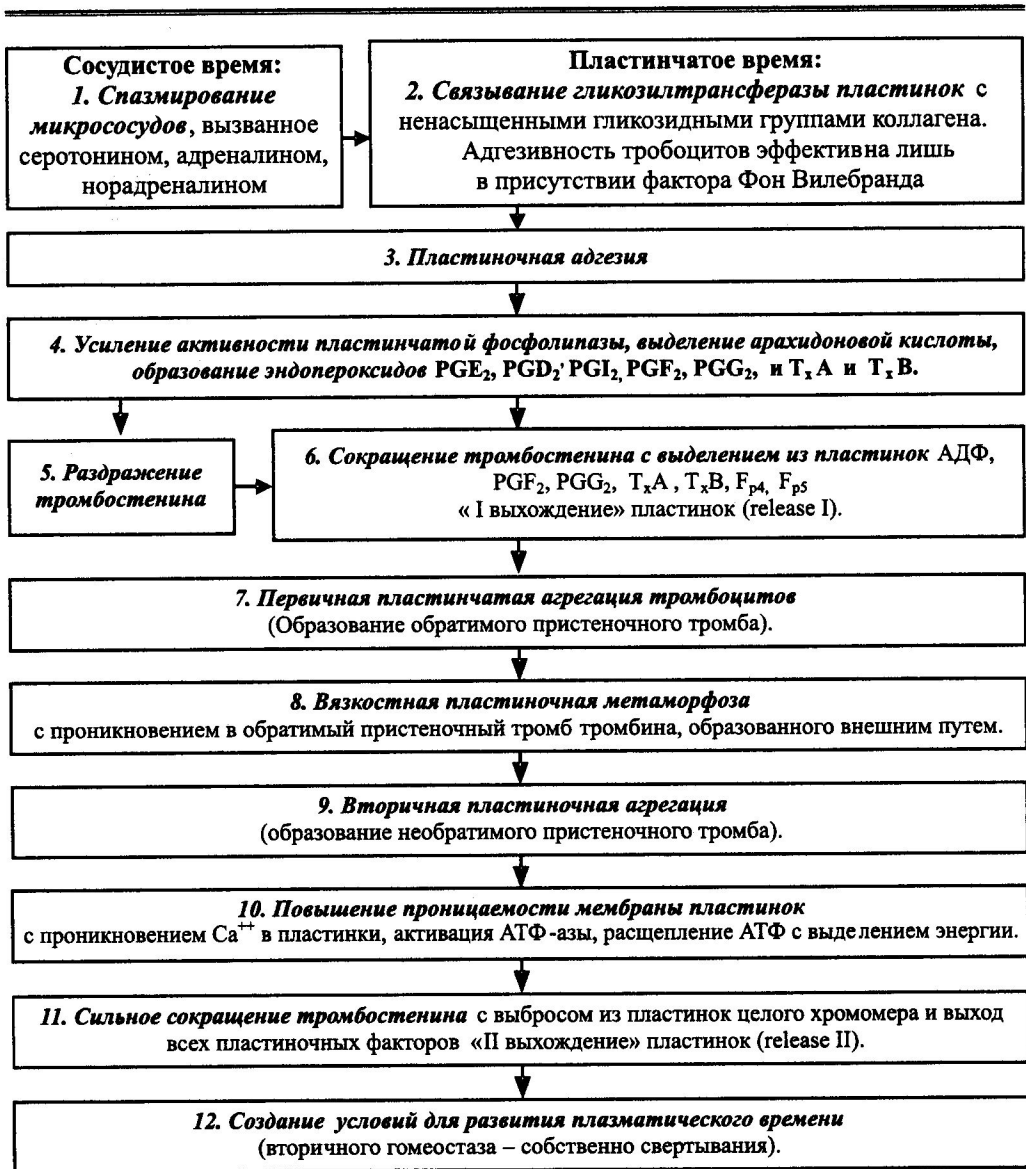 Сосудистое время:
1. Спазмирование
микрососудов, вызванное
серотонином, адреналином,
норадреналином
Пластинчатое время:
2. Связывание гликозилтрансферазы пластинок с
ненасыщенными гликозидными группами коллагена.
Адгезивность тробоцитов эффективна лишь
в присутствии фактора Фон Вилебранда
3. Пластиночная адгезия
4. Усиление активности пластинчатой фосфолипазы, выделение арахидоновой кислоты,
образование эндопероксидов PGE₂, PGD₂, PGI₂, PGF₂, PGG₂, и TₓA и TₓB.
5. Раздражение
тромбостенина
6. Сокращение тромбостенина с выделением из пластинок АДФ,
PGF₂, PGG₂, TₓA , TₓB, Fₚ₄, Fₚ₅
« I выхождение» пластинок (release I).
7. Первичная пластинчатая агрегация тромбоцитов
(Образование обратимого пристеночного тромба).
8. Вязкостная пластиночная метаморфоза
с проникновением в обратимый пристеночный тромб тромбина, образованного внешним путем.
9. Вторичная пластиночная агрегация
(образование необратимого пристеночного тромба).
10. Повышение проницаемости мембраны пластинок
с проникновением Ca⁺⁺ в пластинки, активация АТФ-азы, расщепление АТФ с выделением энергии.
11. Сильное сокращение тромбостенина с выбросом из пластинок целого хромомера и выход
всех пластиночных факторов «II выхождение» пластинок (release II).
12. Создание условий для развития плазматического времени
(вторичного гомеостаза – собственно свертывания).